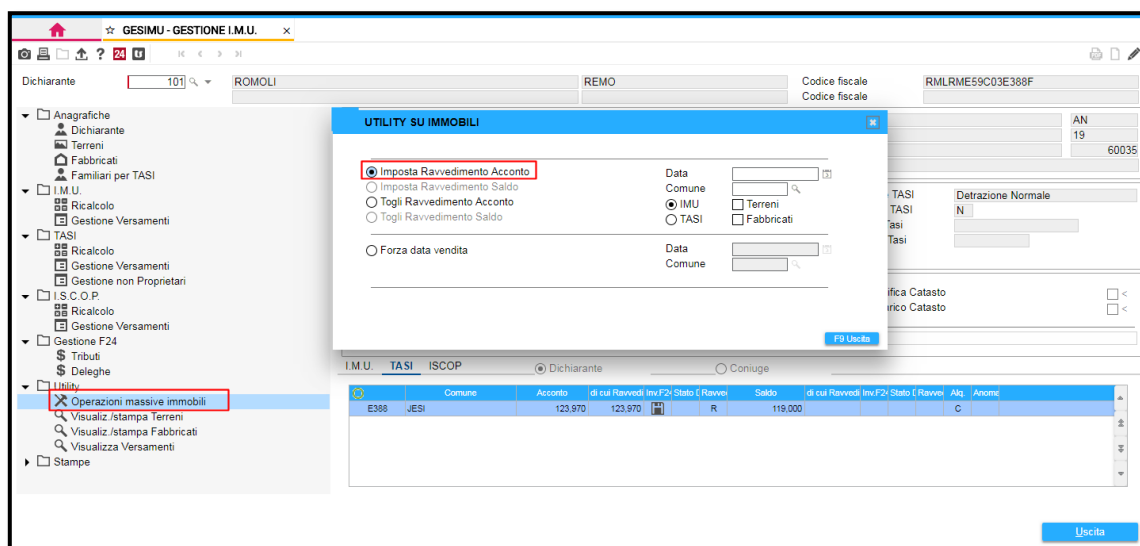 GESIMU - GESTIONE I.M.U. ×
? 24
Dichiarante 101 ROMOLI REMO Codice fiscale RMLRME59C03E388F
Codice fiscale
Anagrafiche
Dichiarante
Terreni
Fabbricati
Familiari per TASI
I.M.U.
Ricalcolo
Gestione Versamenti
TASI
Ricalcolo
Gestione Versamenti
Gestione non Proprietari
I.S.C.O.P.
Ricalcolo
Gestione Versamenti
Gestione F24
Tributi
Deleghe
Utility
Operazioni massive immobili
Visualiz./stampa Terreni
Visualiz./stampa Fabbricati
Visualizza Versamenti
Stampe
UTILITY SU IMMOBILI
Imposta Ravvedimento Acconto Data
Imposta Ravvedimento Saldo Comune
Togli Ravvedimento Acconto IMU Terreni
Togli Ravvedimento Saldo TASI Fabbricati
Forza data vendita Data
Comune
F9 Uscita
AN
19
60035
TASI Detrazione Normale
TASI N
Tasi
Tasi
ifica Catasto <
rico Catasto <
I.M.U. TASI ISCOP Dichiarante Coniuge
Comune Acconto di cui Ravvedi Inv.F24 Stato D Ravve Saldo di cui Ravvedi Inv.F24 Stato D Ravve Alq. Anoma
E388 JESI 123,970 123,970 R 119,000 C
Uscita